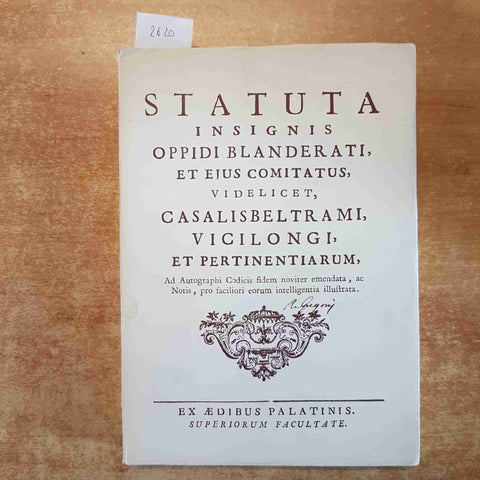 2620
STATUTA
INSIGNIS
OPPIDI BLANDERATI,
ET EJUS COMITATUS,
VIDELICET,
CASALISBELTRAMI,
VICILONGI,
ET PERTINENTIARUM,
Ad Autographi Codicis fidem noviter emendata, ac
Notis, pro faciliori eorum intelligentia illustrata.
EX ÆDIBUS PALATINIS.
SUPERIORUM FACULTATE.